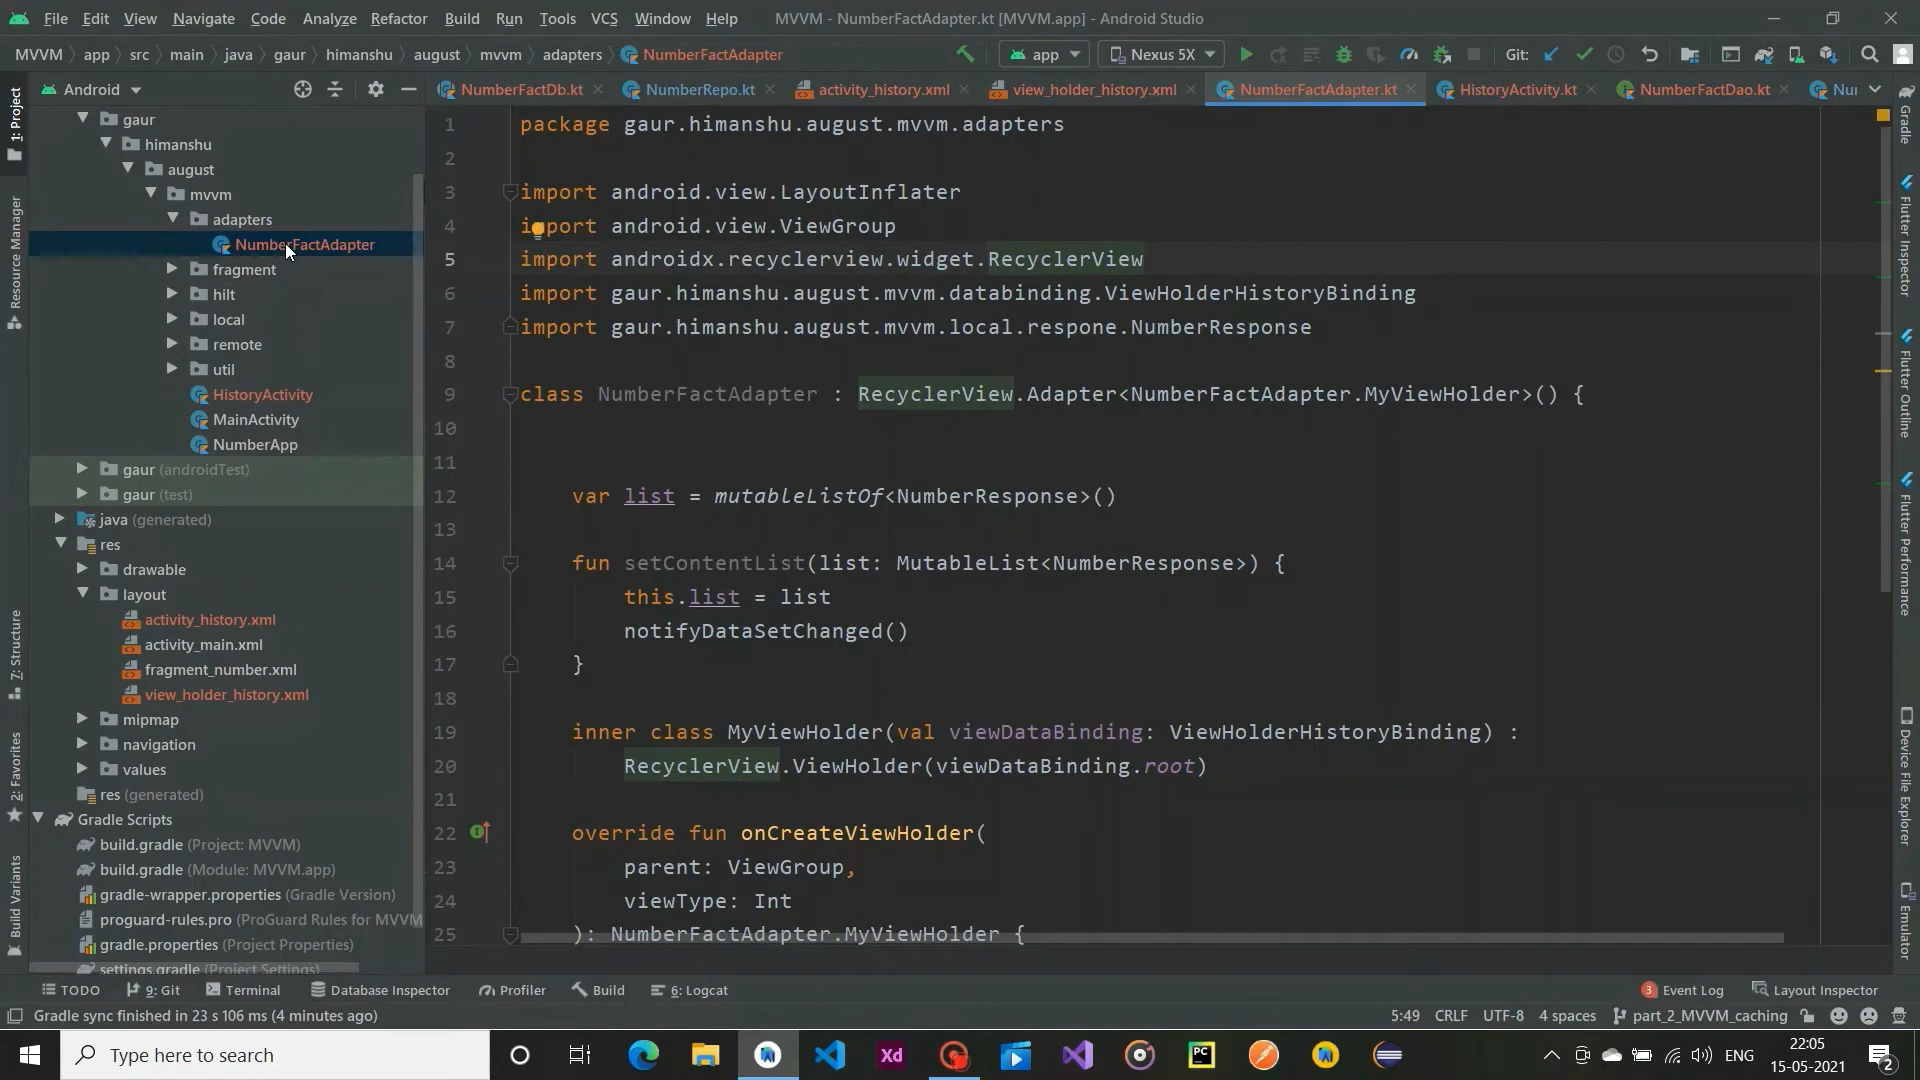 File Edit View Navigate Code Analyze Refactor Build Run Tools VCS Window Help MVVM - NumberFactAdapter.kt [MVVM.app] - Android Studio
MVVM app src main java gaur himanshu august mvvm adapters NumberFactAdapter app Nexus 5X Git:
Android
NumberFactDb.kt NumberRepo.kt activity_history.xml view_holder_history.xml NumberFactAdapter.kt HistoryActivity.kt NumberFactDao.kt Nu
1: Project
Resource Manager
7: Structure
2: Favorites
Build Variants
gaur
himanshu
august
mvvm
adapters
NumberFactAdapter
fragment
hilt
local
remote
util
HistoryActivity
MainActivity
NumberApp
gaur (androidTest)
gaur (test)
java (generated)
res
drawable
layout
activity_history.xml
activity_main.xml
fragment_number.xml
view_holder_history.xml
mipmap
navigation
values
res (generated)
Gradle Scripts
build.gradle (Project: MVVM)
build.gradle (Module: MVVM.app)
gradle-wrapper.properties (Gradle Version)
proguard-rules.pro (ProGuard Rules for MVVM
gradle.properties (Project Properties)
settings.gradle (Project Settings)
1 package gaur.himanshu.august.mvvm.adapters
2
3 import android.view.LayoutInflater
4 import android.view.ViewGroup
5 import androidx.recyclerview.widget.RecyclerView
6 import gaur.himanshu.august.mvvm.databinding.ViewHolderHistoryBinding
7 import gaur.himanshu.august.mvvm.local.respone.NumberResponse
8
9 class NumberFactAdapter : RecyclerView.Adapter<NumberFactAdapter.MyViewHolder>() {
10
11
12 var list = mutableListOf<NumberResponse>()
13
14 fun setContentList(list: MutableList<NumberResponse>) {
15 this.list = list
16 notifyDataSetChanged()
17 }
18
19 inner class MyViewHolder(val viewDataBinding: ViewHolderHistoryBinding) :
20 RecyclerView.ViewHolder(viewDataBinding.root)
21
22 override fun onCreateViewHolder(
23 parent: ViewGroup,
24 viewType: Int
25 ): NumberFactAdapter.MyViewHolder {
Gradle
Flutter Inspector
Flutter Outline
Flutter Performance
Device File Explorer
Emulator
TODO 9: Git Terminal Database Inspector Profiler Build 6: Logcat 3 Event Log Layout Inspector
Gradle sync finished in 23 s 106 ms (4 minutes ago) 5:49 CRLF UTF-8 4 spaces part_2_MVVM_caching
Type here to search Xd PC ENG 22:05
15-05-2021 2